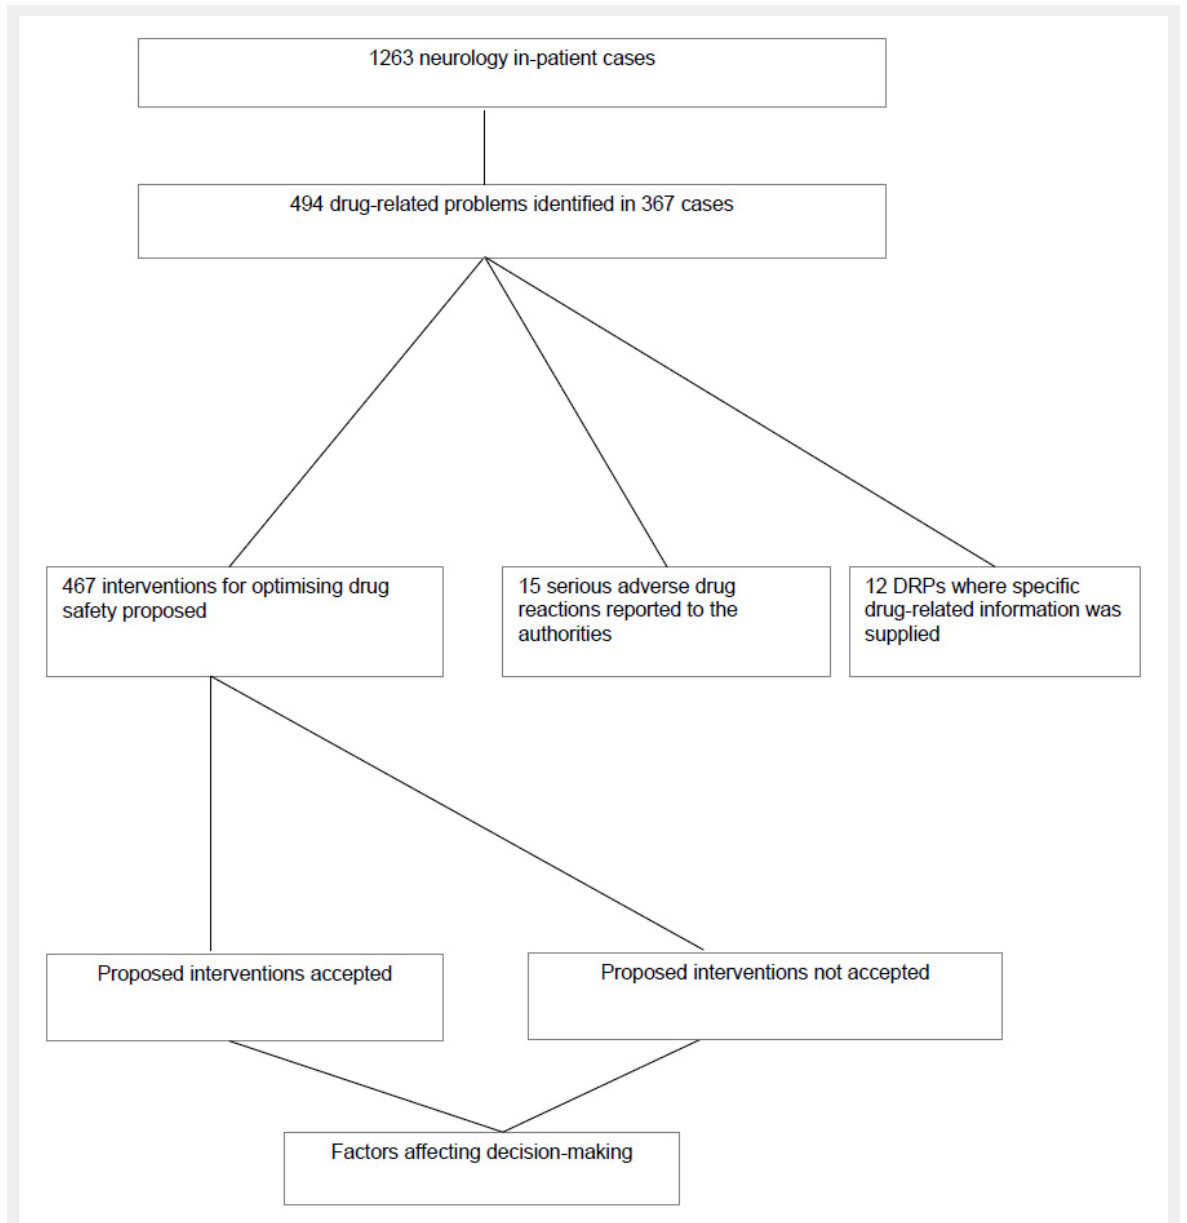 1263 neurology in-patient cases
494 drug-related problems identified in 367 cases
467 interventions for optimising drug
safety proposed
15 serious adverse drug
reactions reported to the
authorities
12 DRPs where specific
drug-related information was
supplied
Proposed interventions accepted
Proposed interventions not accepted
Factors affecting decision-making